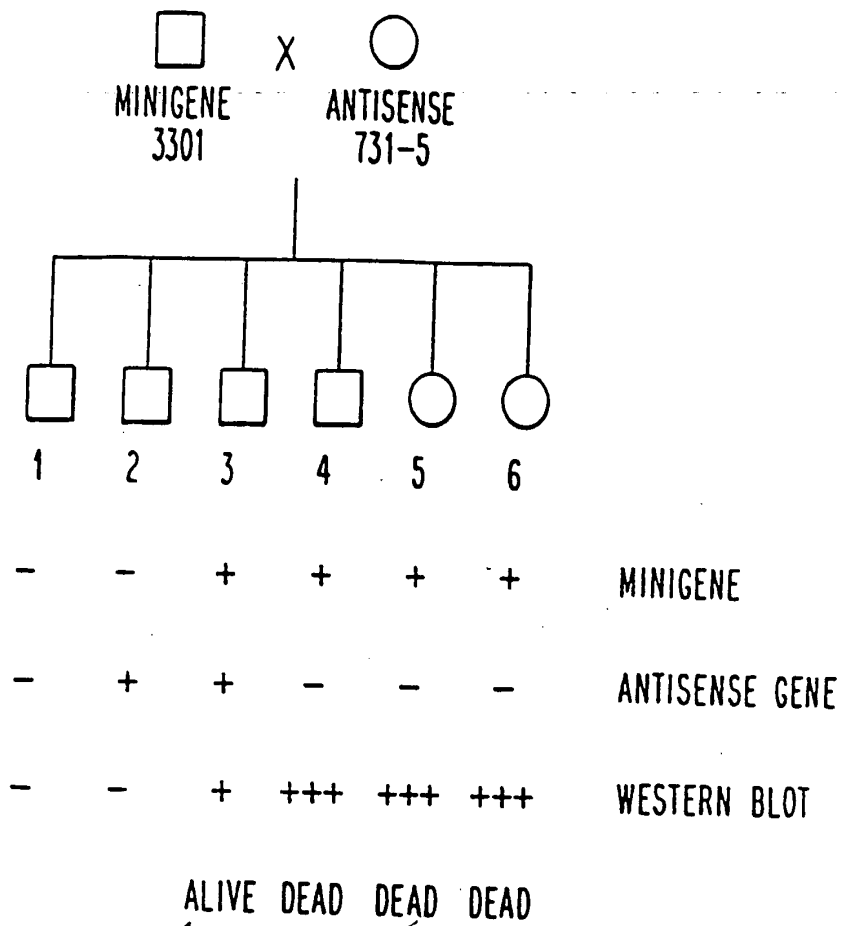 X
MINIGENE ANTISENSE
3301 731-5
1 2 3 4 5 6
- - + + + + MINIGENE
- + + - - - ANTISENSE GENE
- - + +++ +++ +++ WESTERN BLOT
ALIVE DEAD DEAD DEAD